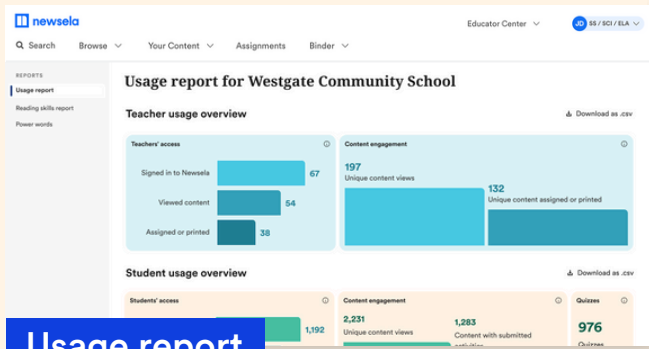 newsela
Educator Center
JD SS / SCI / ELA
Search Browse Your Content Assignments Binder
REPORTS
Usage report
Reading skills report
Power words
Usage report for Westgate Community School
Teacher usage overview
Download as .csv
Teachers' access
Signed in to Newsela 67
Viewed content 54
Assigned or printed 38
Content engagement
197
Unique content views
132
Unique content assigned or printed
Student usage overview
Download as .csv
Students' access
1,192
Content engagement
2,231
Unique content views
1,283
Content with submitted
activities
Quizzes
976
Quizzes
Usage report